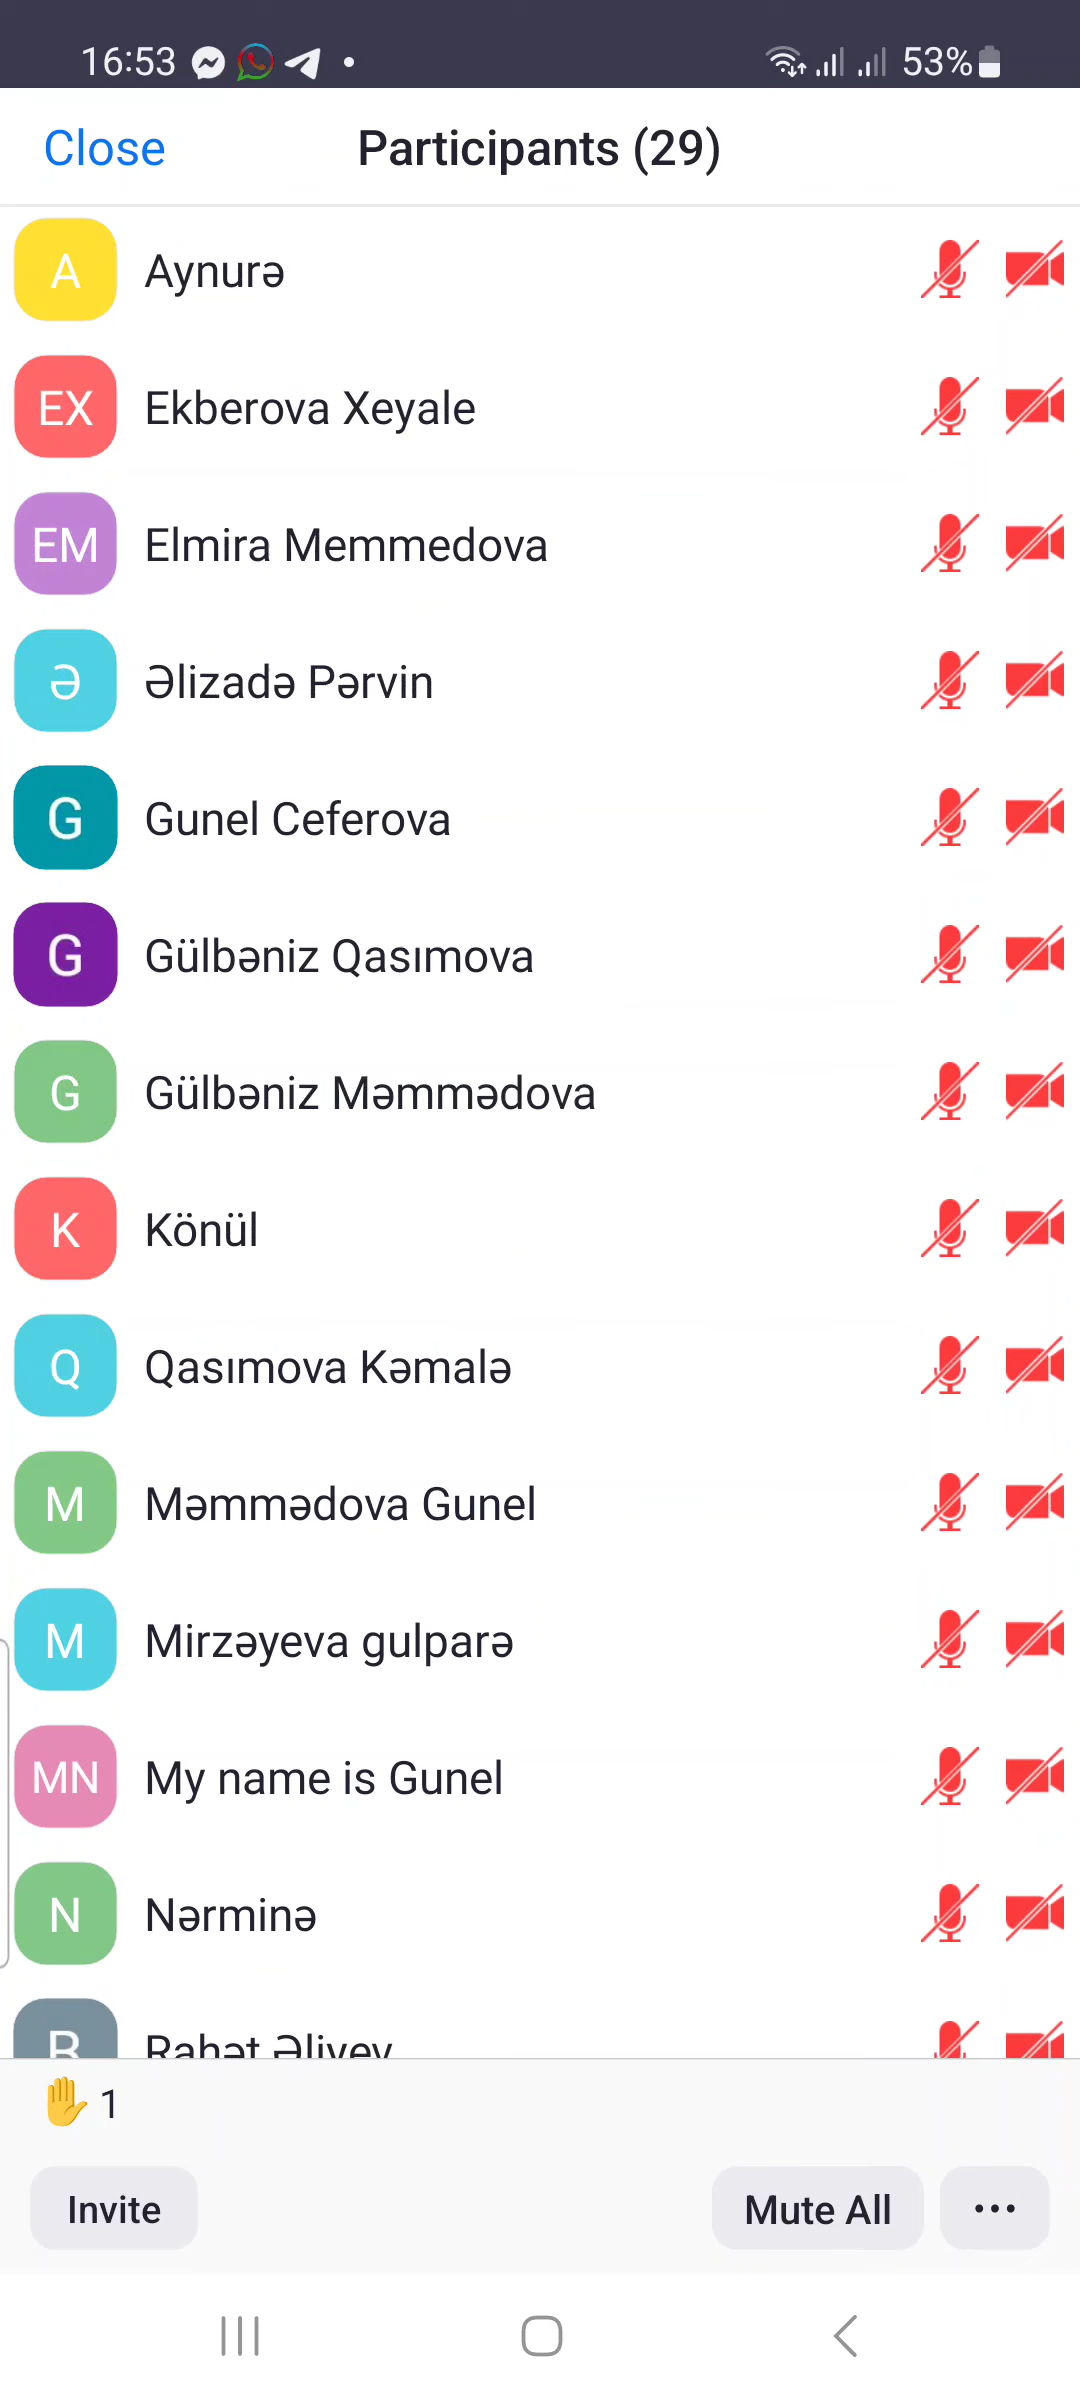 16:53
53%
Close
Participants (29)
A
Aynurə
EX
Ekberova Xeyale
EM
Elmira Memmedova
Ə
Əlizadə Pərvin
G
Gunel Ceferova
G
Gülbəniz Qasımova
G
Gülbəniz Məmmədova
K
Könül
Q
Qasımova Kəmalə
M
Məmmədova Gunel
M
Mirzəyeva gulparə
MN
My name is Gunel
N
Nərminə
R
Rahət Əliyev
1
Invite
Mute All